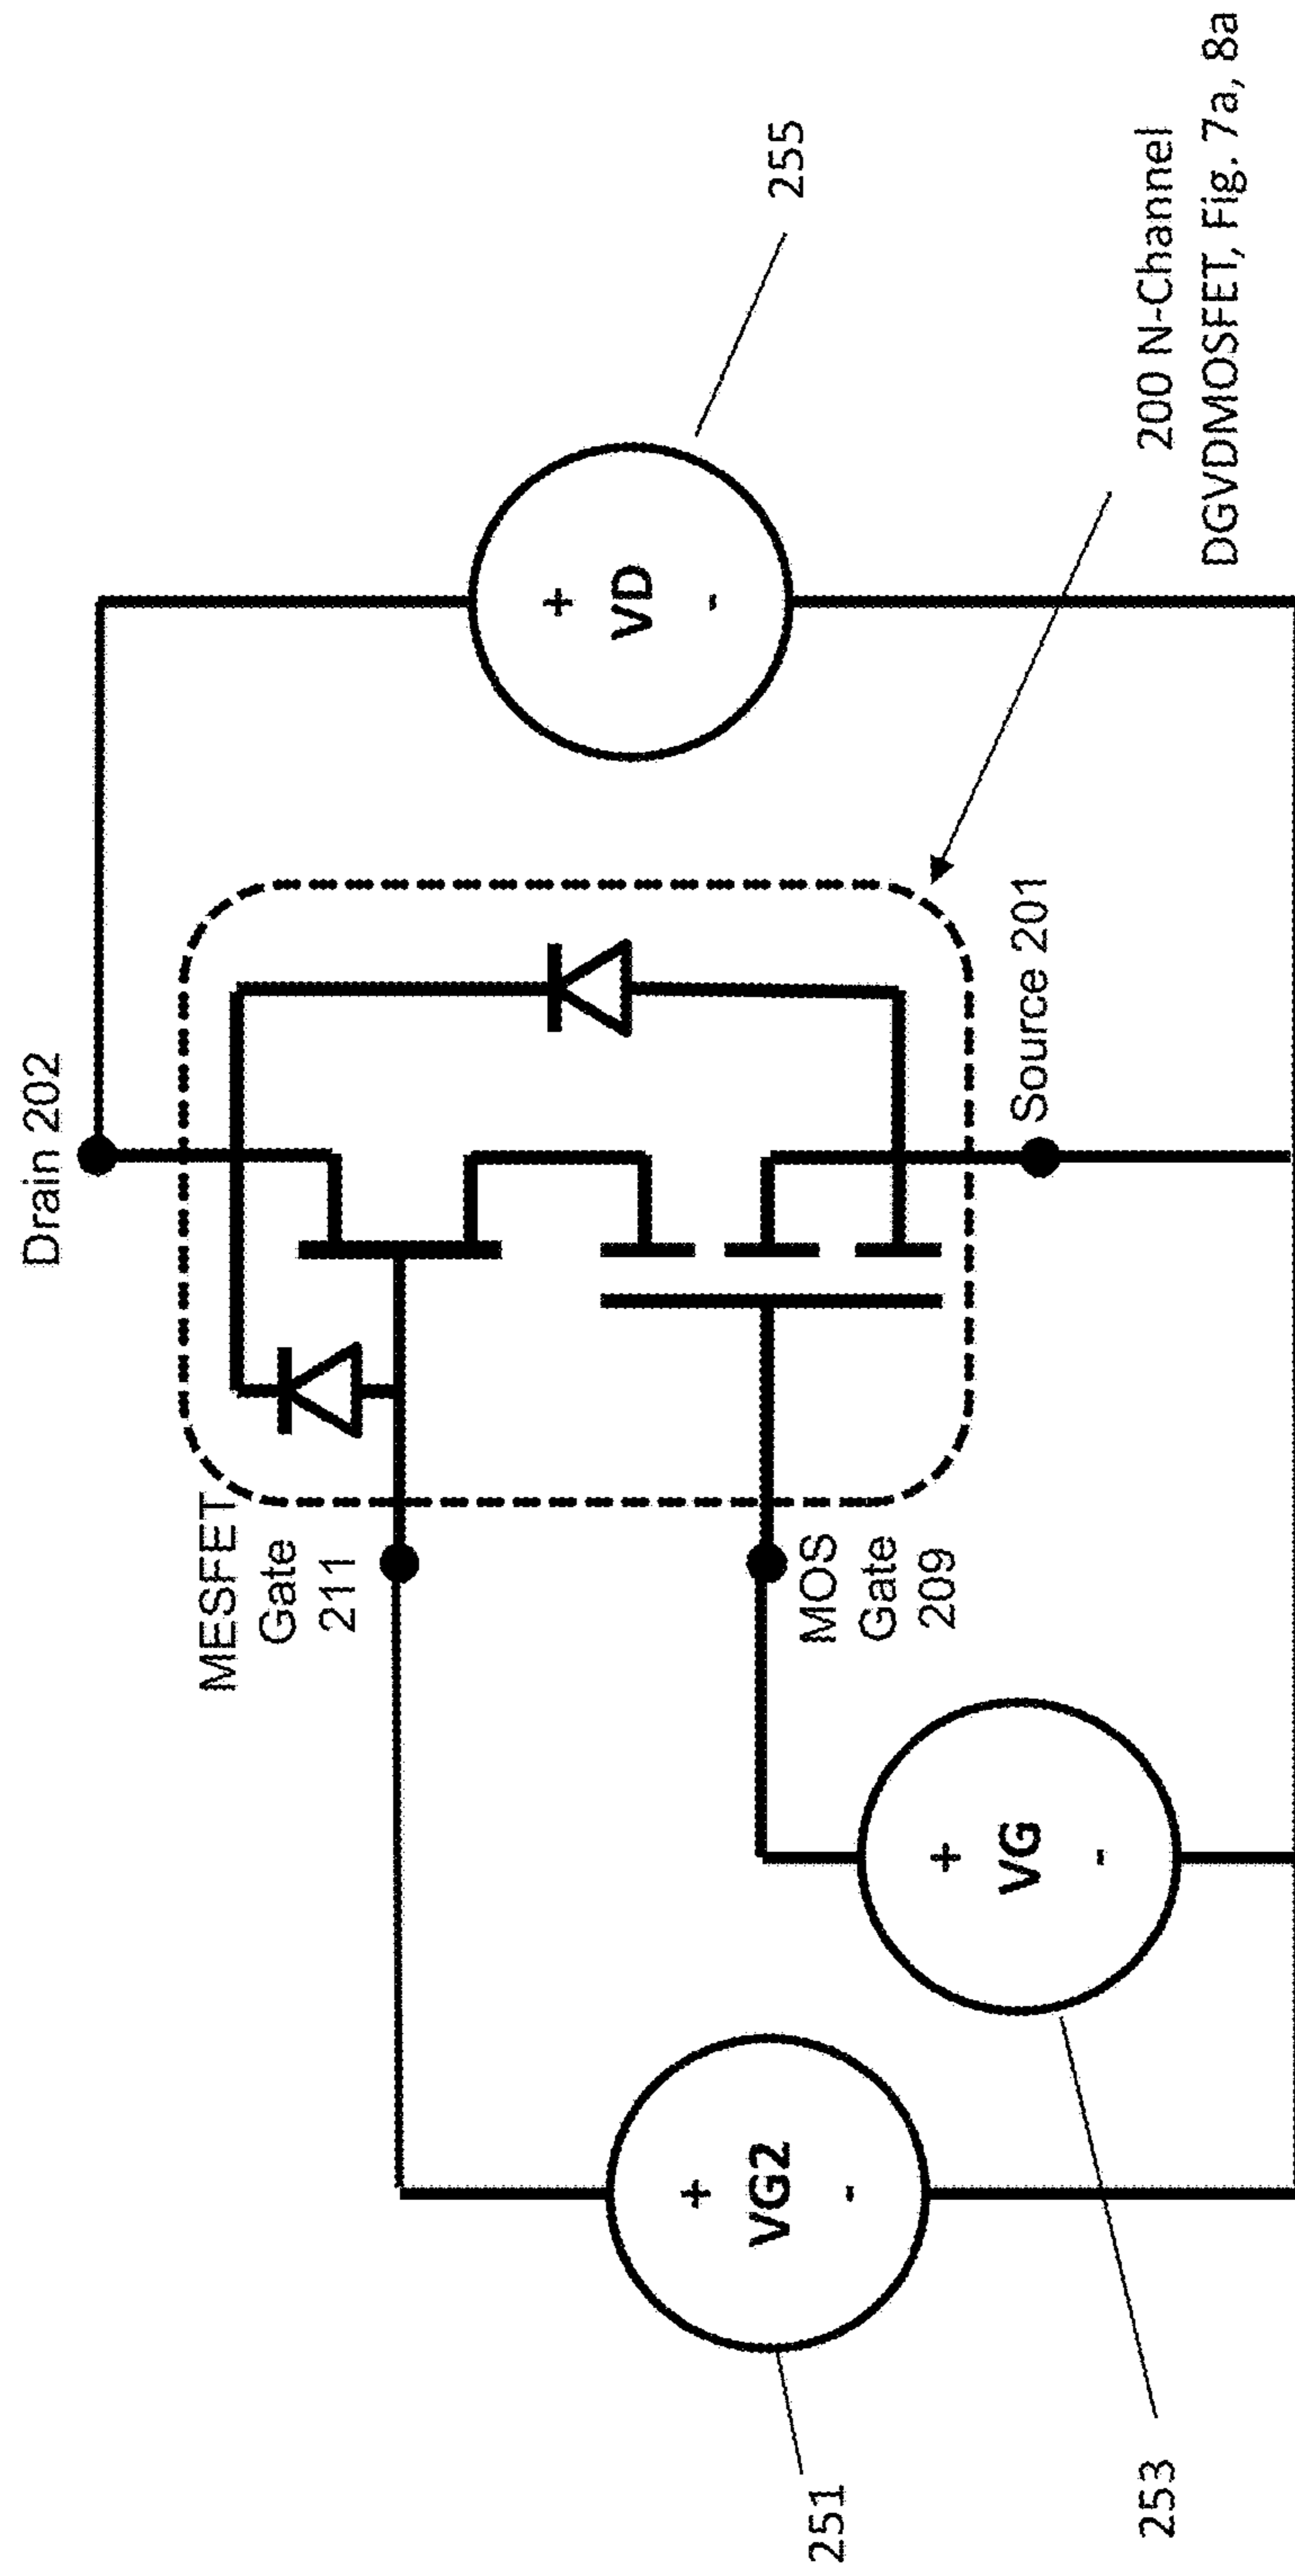 Drain 202
MESFET
Gate
211
MOS
Gate
209
Source 201
+
VG2
-
+
VG
-
+
VD
-
251
253
255
200 N-Channel
DGVDMOSFET, Fig. 7a, 8a